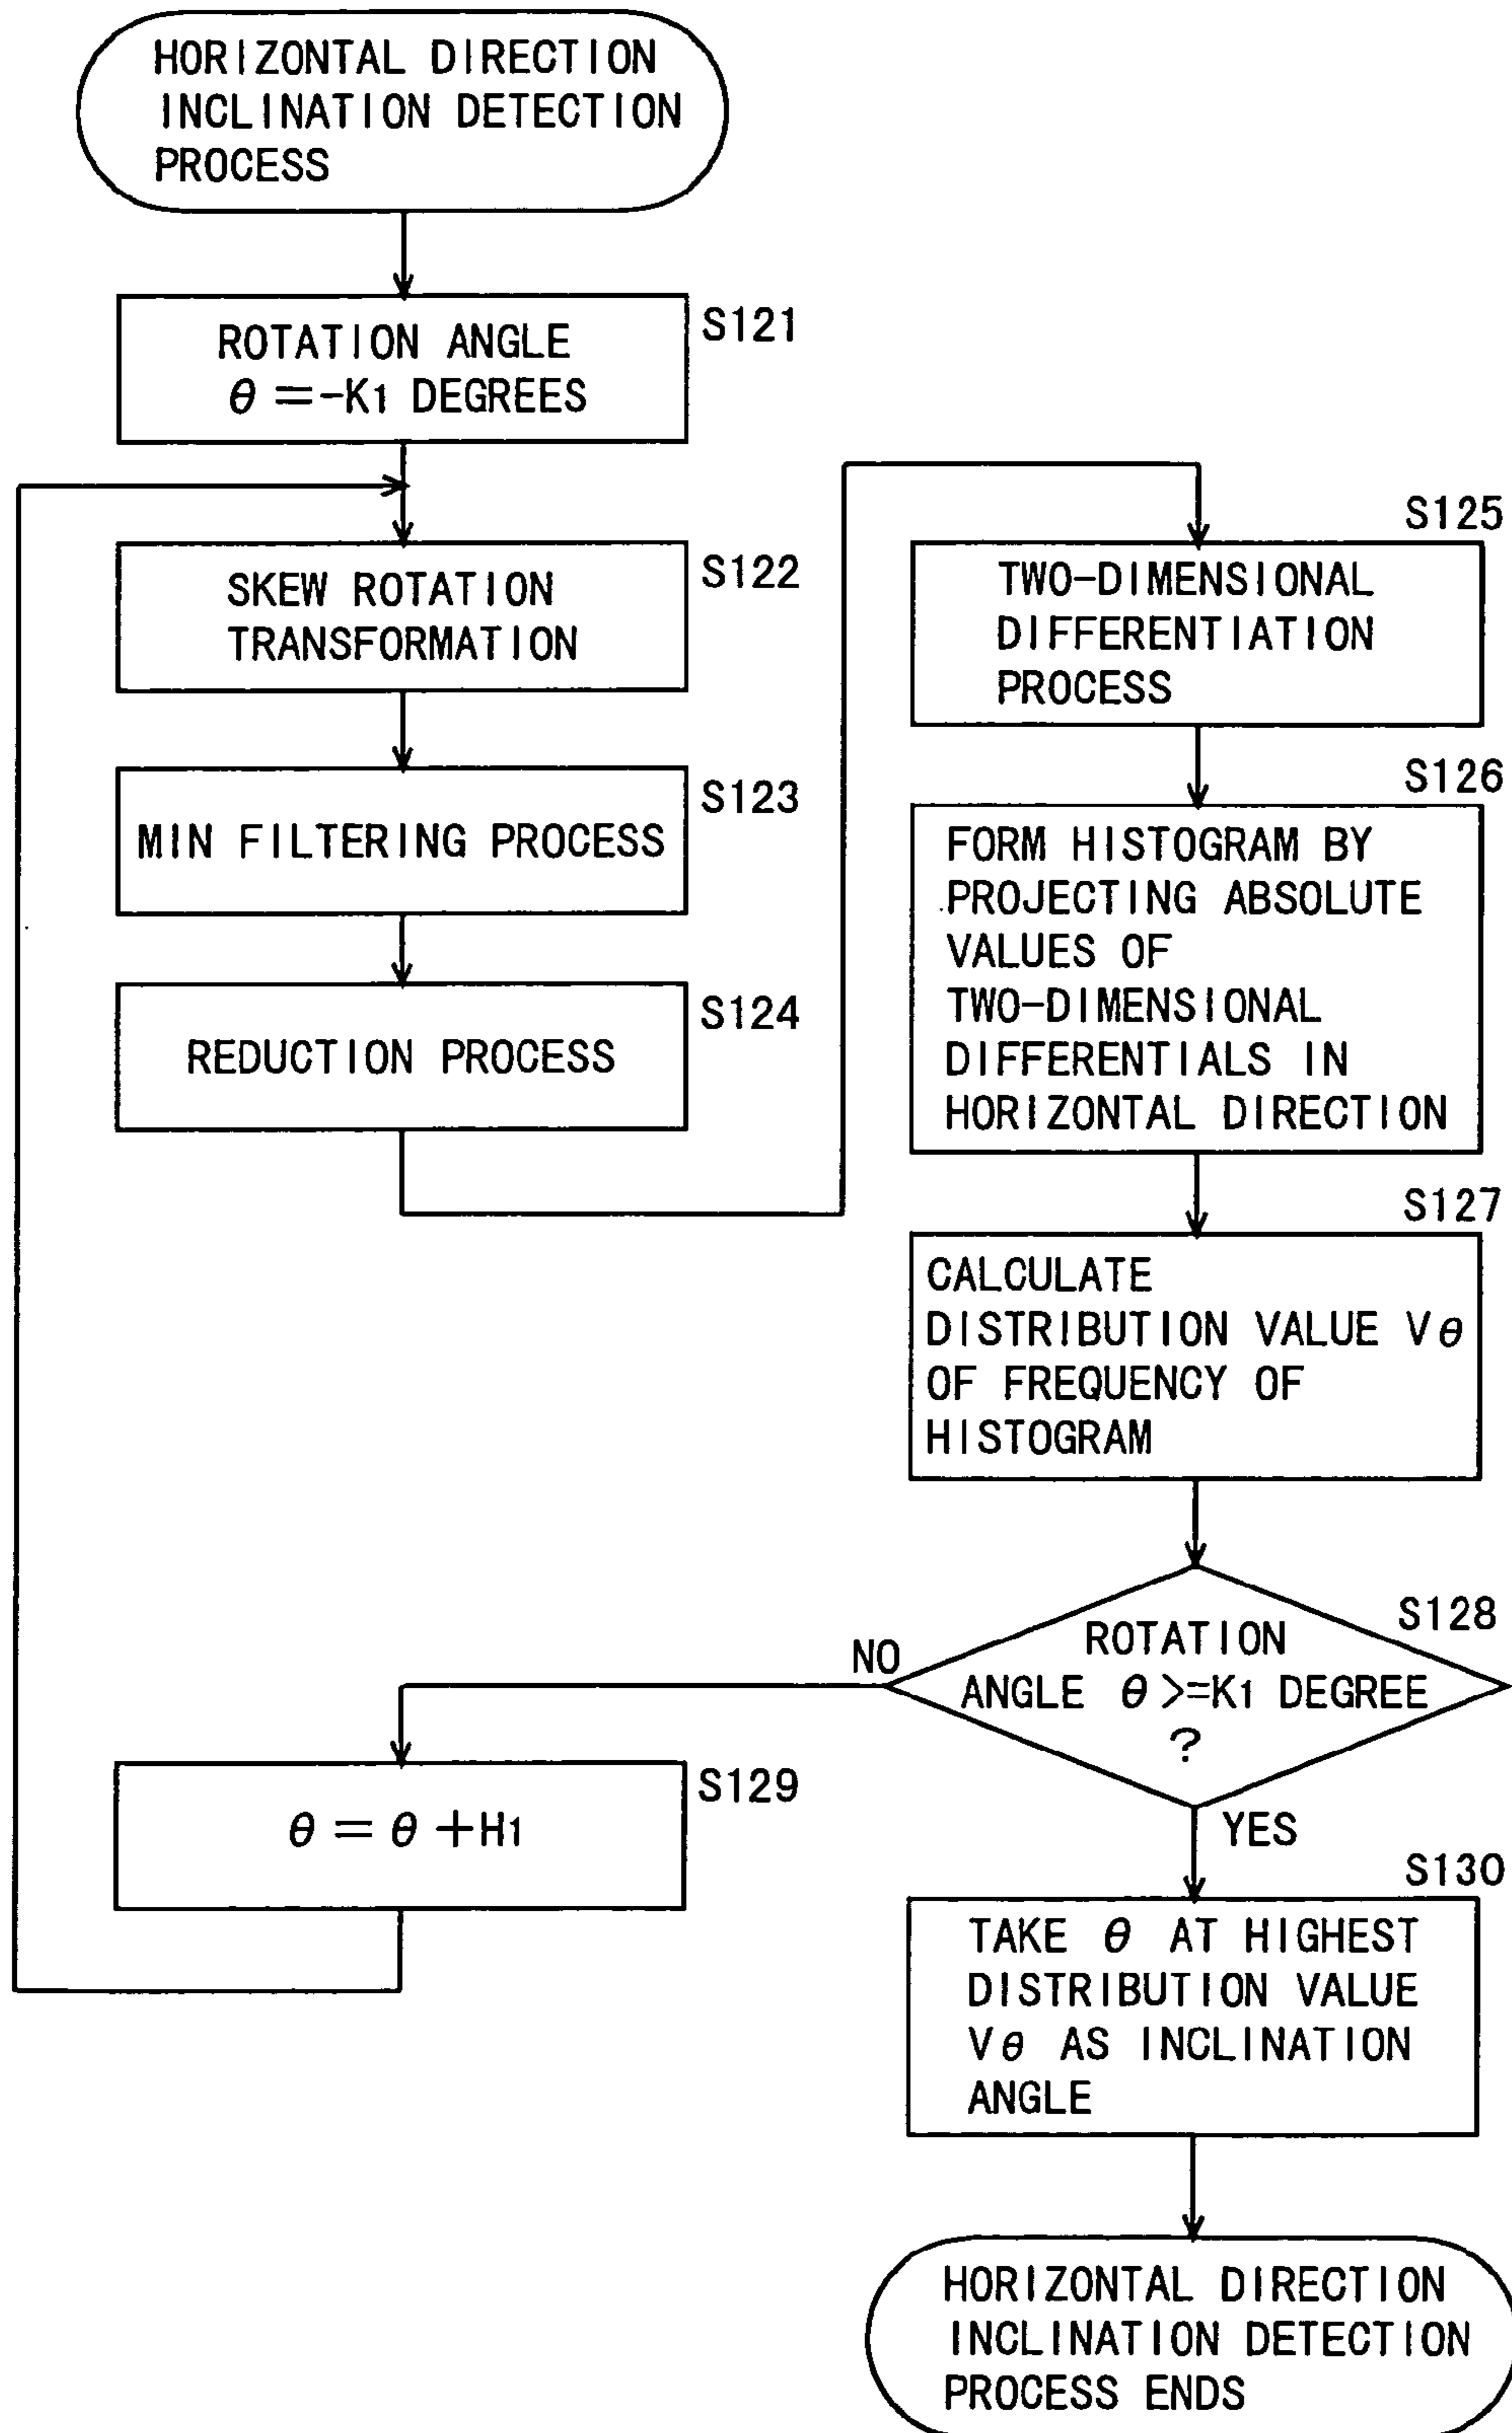 HORIZONTAL DIRECTION
INCLINATION DETECTION
PROCESS
ROTATION ANGLE
θ=-K1 DEGREES
S121
SKEW ROTATION
TRANSFORMATION
S122
MIN FILTERING PROCESS
S123
REDUCTION PROCESS
S124
S125
TWO-DIMENSIONAL
DIFFERENTIATION
PROCESS
S126
FORM HISTOGRAM BY
PROJECTING ABSOLUTE
VALUES OF
TWO-DIMENSIONAL
DIFFERENTIALS IN
HORIZONTAL DIRECTION
S127
CALCULATE
DISTRIBUTION VALUE Vθ
OF FREQUENCY OF
HISTOGRAM
S128
ROTATION
ANGLE θ>=K1 DEGREE
?
NO
YES
S129
θ=θ+H1
S130
TAKE θ AT HIGHEST
DISTRIBUTION VALUE
Vθ AS INCLINATION
ANGLE
HORIZONTAL DIRECTION
INCLINATION DETECTION
PROCESS ENDS